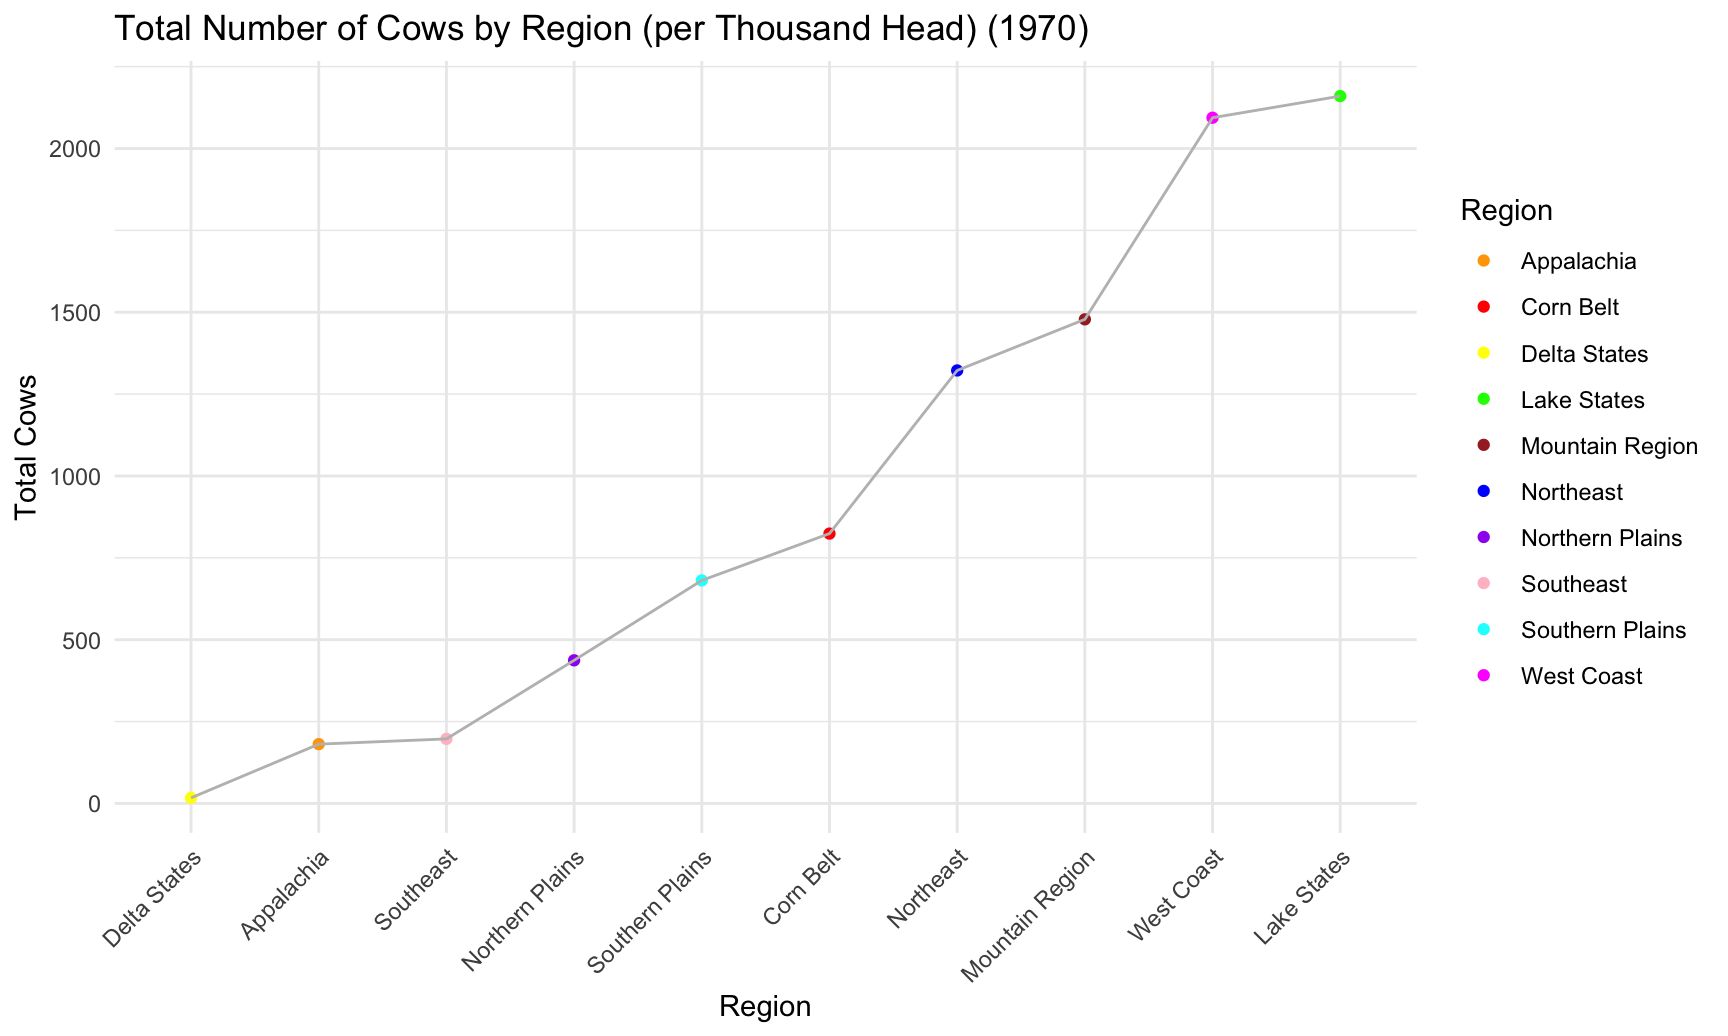 Total Number of Cows by Region (per Thousand Head) (1970)
Total Cows
2000
1500
1000
500
0
Delta States
Appalachia
Southeast
Northern Plains
Southern Plains
Corn Belt
Northeast
Mountain Region
West Coast
Lake States
Region
Region
Appalachia
Corn Belt
Delta States
Lake States
Mountain Region
Northeast
Northern Plains
Southeast
Southern Plains
West Coast